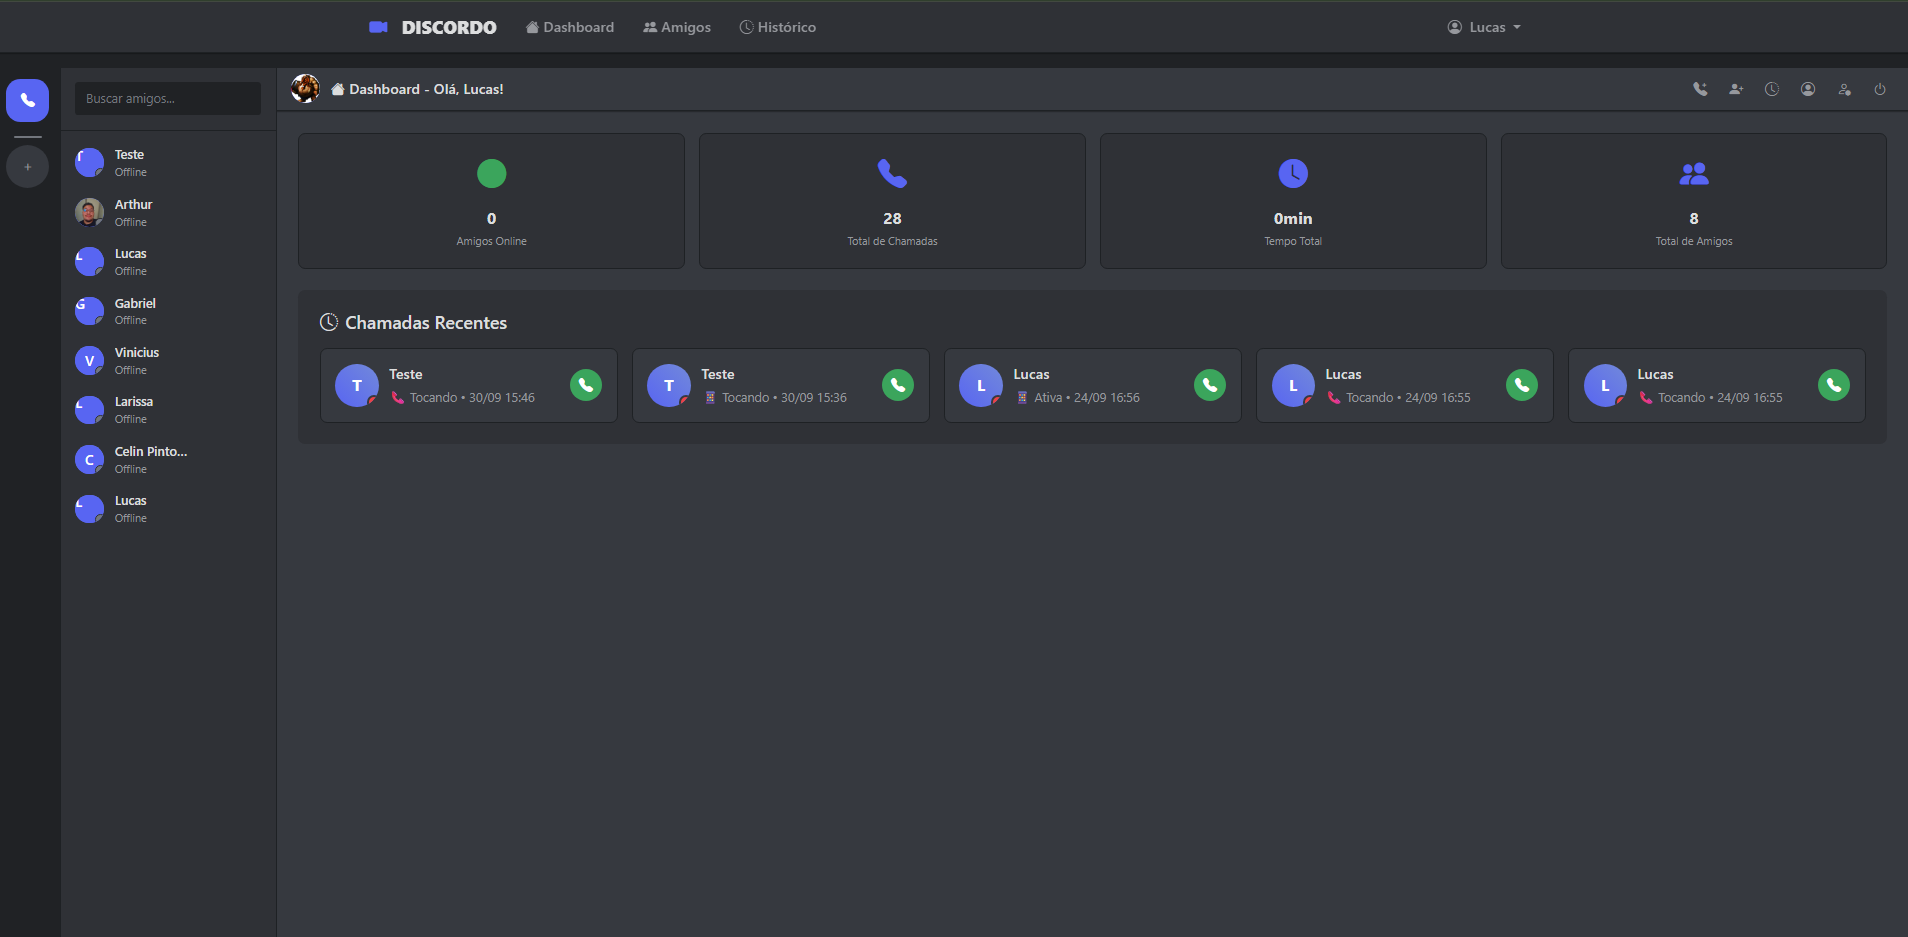 DISCORDO
Dashboard
Amigos
Histórico
Lucas
Buscar amigos...
+
T
Teste
Offline
Arthur
Offline
L
Lucas
Offline
G
Gabriel
Offline
V
Vinicius
Offline
L
Larissa
Offline
C
Celin Pinto...
Offline
L
Lucas
Offline
Dashboard - Olá, Lucas!
0
Amigos Online
28
Total de Chamadas
0min
Tempo Total
8
Total de Amigos
Chamadas Recentes
T
Teste
Tocando • 30/09 15:46
T
Teste
Tocando • 30/09 15:36
L
Lucas
Ativa • 24/09 16:56
L
Lucas
Tocando • 24/09 16:55
L
Lucas
Tocando • 24/09 16:55